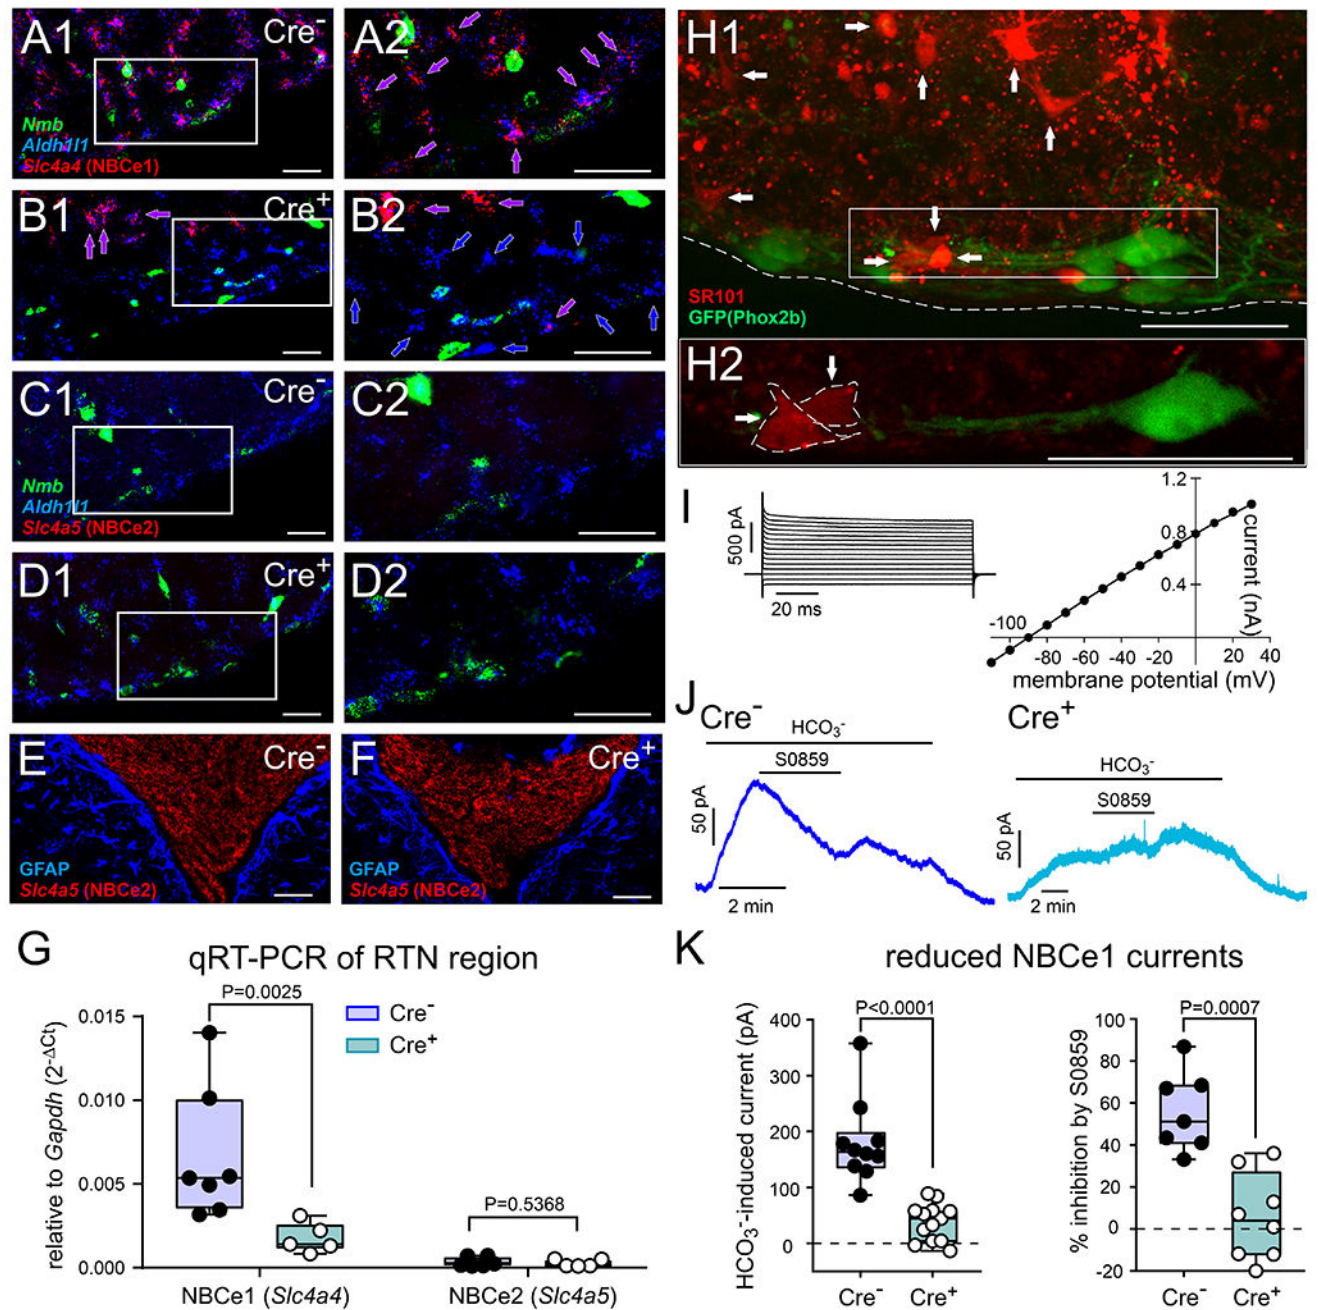 A1
Cre⁻
Nmb
Aldh1l1
Slc4a4 (NBCe1)
A2
B1
Cre⁺
B2
C1
Cre⁻
Nmb
Aldh1l1
Slc4a5 (NBCe2)
C2
D1
Cre⁺
D2
E
Cre⁻
GFAP
Slc4a5 (NBCe2)
F
Cre⁺
GFAP
Slc4a5 (NBCe2)
H1
SR101
GFP(Phox2b)
H2
I
500 pA
20 ms
1.2
0.8
0.4
current (nA)
-100
-80 -60 -40 -20 20 40
membrane potential (mV)
J
Cre⁻
HCO₃⁻
S0859
50 pA
2 min
Cre⁺
HCO₃⁻
S0859
50 pA
2 min
G
qRT-PCR of RTN region
P=0.0025
Cre⁻
Cre⁺
relative to Gapdh (2^-ΔCt)
0.015
0.010
0.005
0.000
P=0.5368
NBCe1 (Slc4a4)
NBCe2 (Slc4a5)
K
reduced NBCe1 currents
P<0.0001
HCO₃⁻-induced current (pA)
400
300
200
100
0
Cre⁻ Cre⁺
P=0.0007
% inhibition by S0859
100
80
60
40
20
0
-20
Cre⁻ Cre⁺